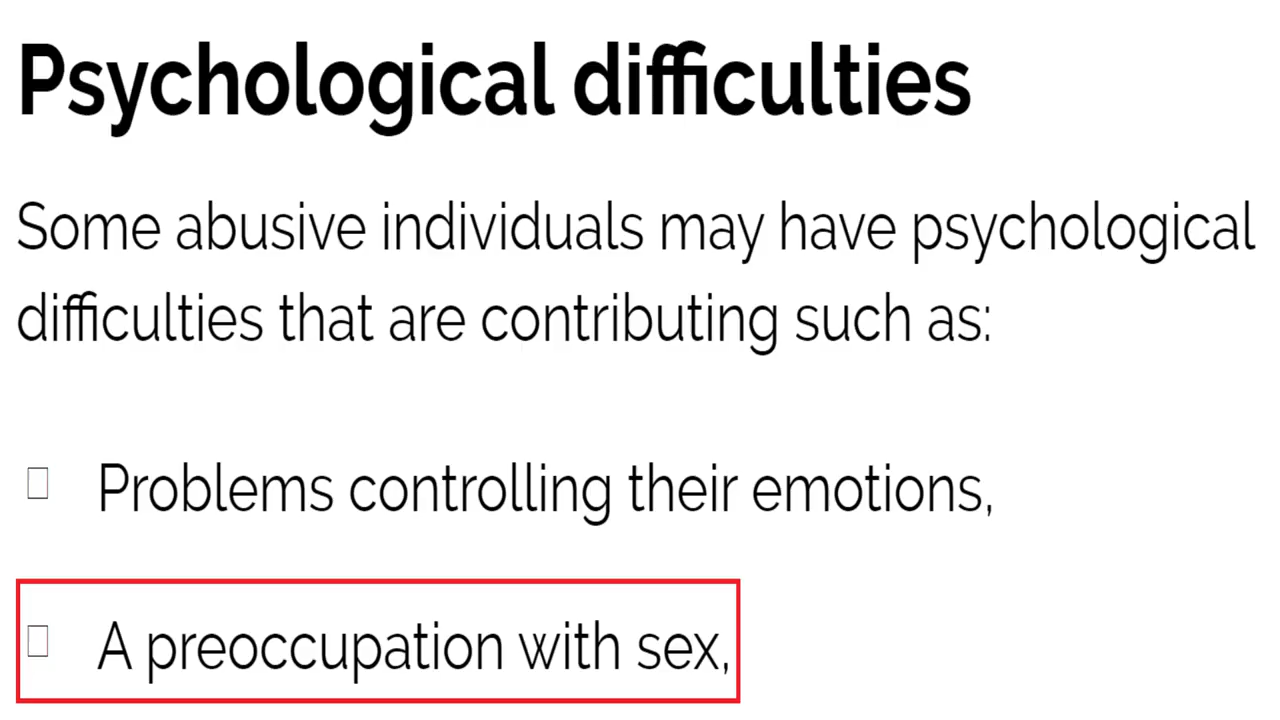 Psychological difficulties
Some abusive individuals may have psychological
difficulties that are contributing such as:
Problems controlling their emotions,
A preoccupation with sex,